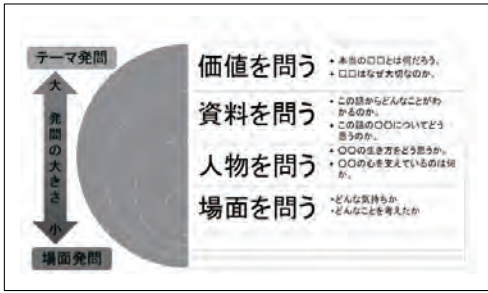 テーマ発問
大
発問の大きさ
小
場面発問
価値を問う
・本当の□□とは何だろう。
・□□はなぜ大切なのか。
資料を問う
・この話からどんなことがわ
かるのか。
・この話の〇〇についてどう
思うのか。
人物を問う
・〇〇の生き方をどう思うか。
・〇〇の心を支えているのは何
か。
場面を問う
・どんな気持ちか
・どんなことを考えたか